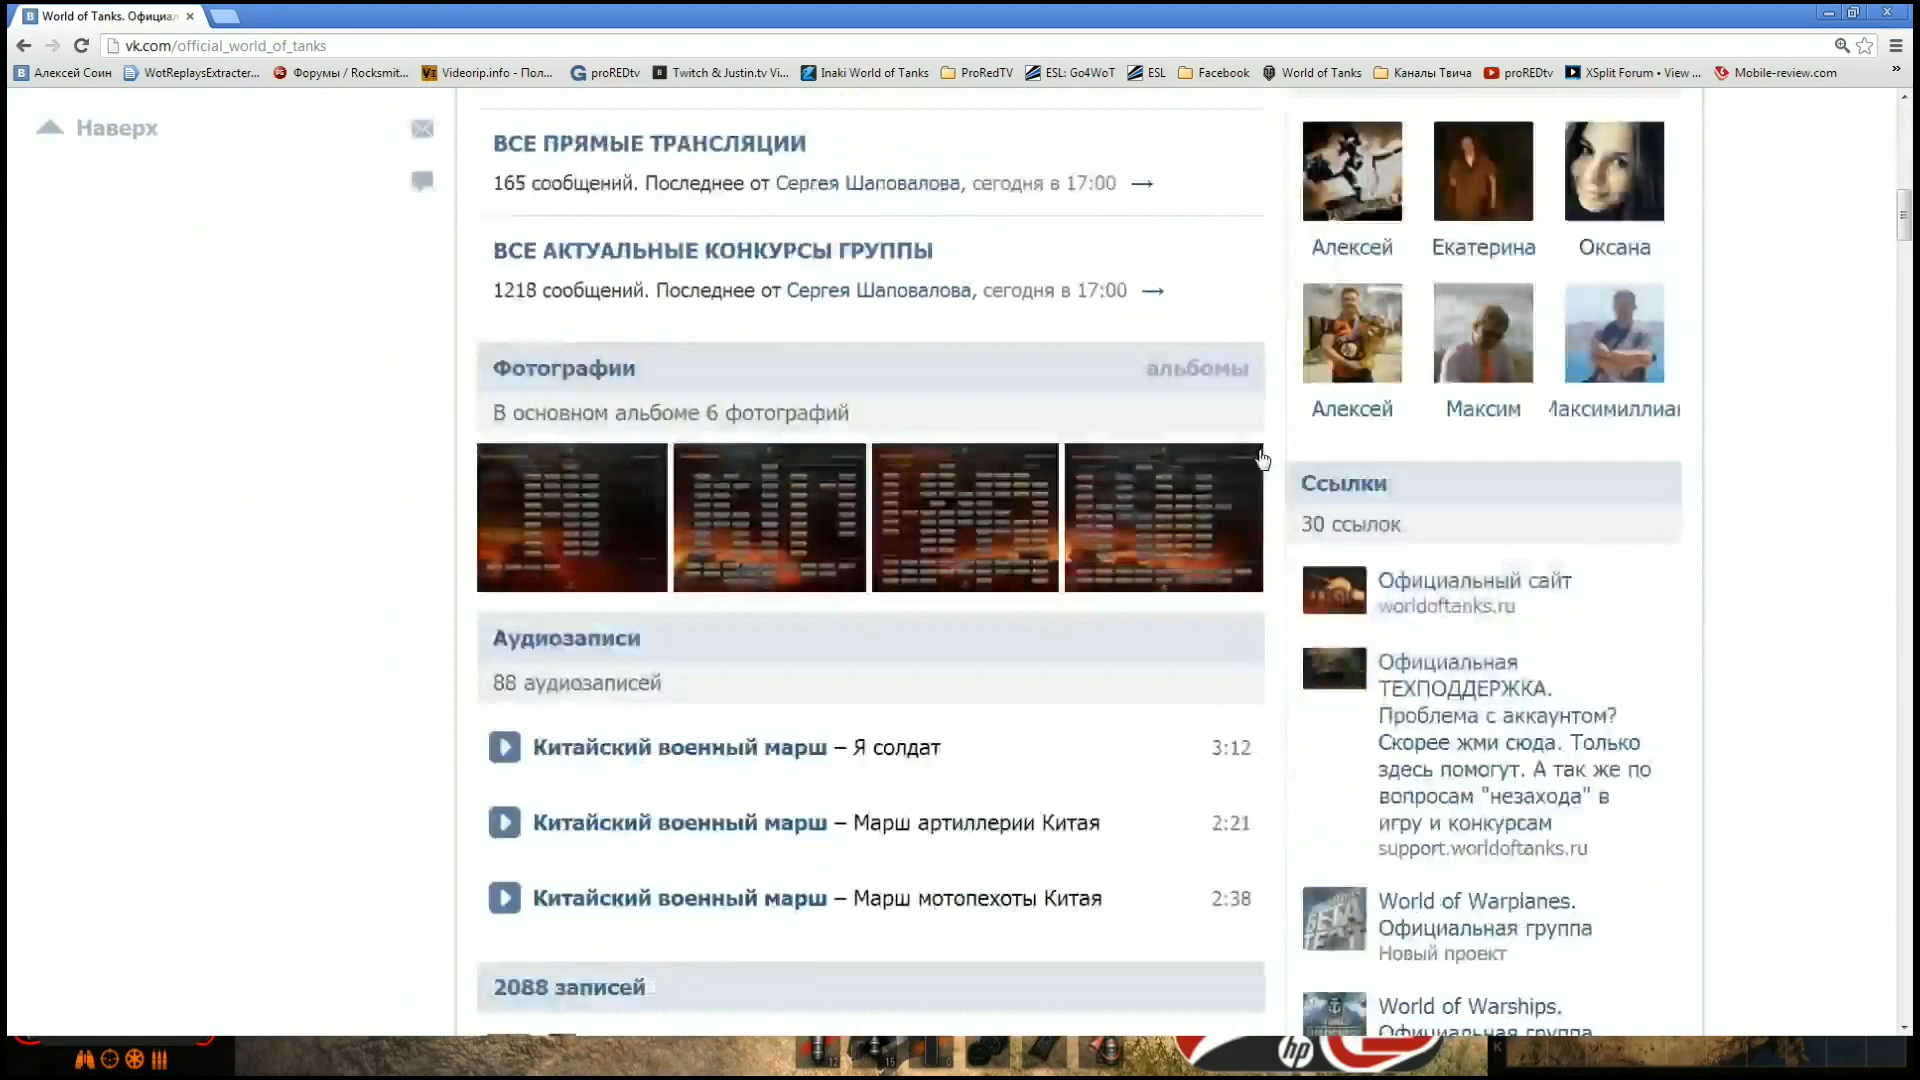 World of Tanks. Официал
vk.com/official_world_of_tanks
Алексей Соин
WotReplaysExtracter...
Форумы / Rocksmit...
Videorip.info - Пол...
proREDtv
Twitch & Justin.tv Vi...
Inaki World of Tanks
ProRedTV
ESL: Go4WoT
ESL
Facebook
World of Tanks
Каналы Твича
proREDtv
XSplit Forum • View ...
Mobile-review.com
Наверх
ВСЕ ПРЯМЫЕ ТРАНСЛЯЦИИ
165 сообщений. Последнее от Сергея Шаповалова, сегодня в 17:00 →
ВСЕ АКТУАЛЬНЫЕ КОНКУРСЫ ГРУППЫ
1218 сообщений. Последнее от Сергея Шаповалова, сегодня в 17:00 →
Фотографии альбомы
В основном альбоме 6 фотографий
Аудиозаписи
88 аудиозаписей
Китайский военный марш – Я солдат 3:12
Китайский военный марш – Марш артиллерии Китая 2:21
Китайский военный марш – Марш мотопехоты Китая 2:38
2088 записей
Алексей Екатерина Оксана
Алексей Максим Максимиллиан
Ссылки
30 ссылок
Официальный сайт
worldoftanks.ru
Официальная
ТЕХПОДДЕРЖКА.
Проблема с аккаунтом?
Скорее жми сюда. Только
здесь помогут. А так же по
вопросам "незахода" в
игру и конкурсам
support.worldoftanks.ru
World of Warplanes.
Официальная группа
Новый проект
World of Warships.
Официальная группа
12
15
hp